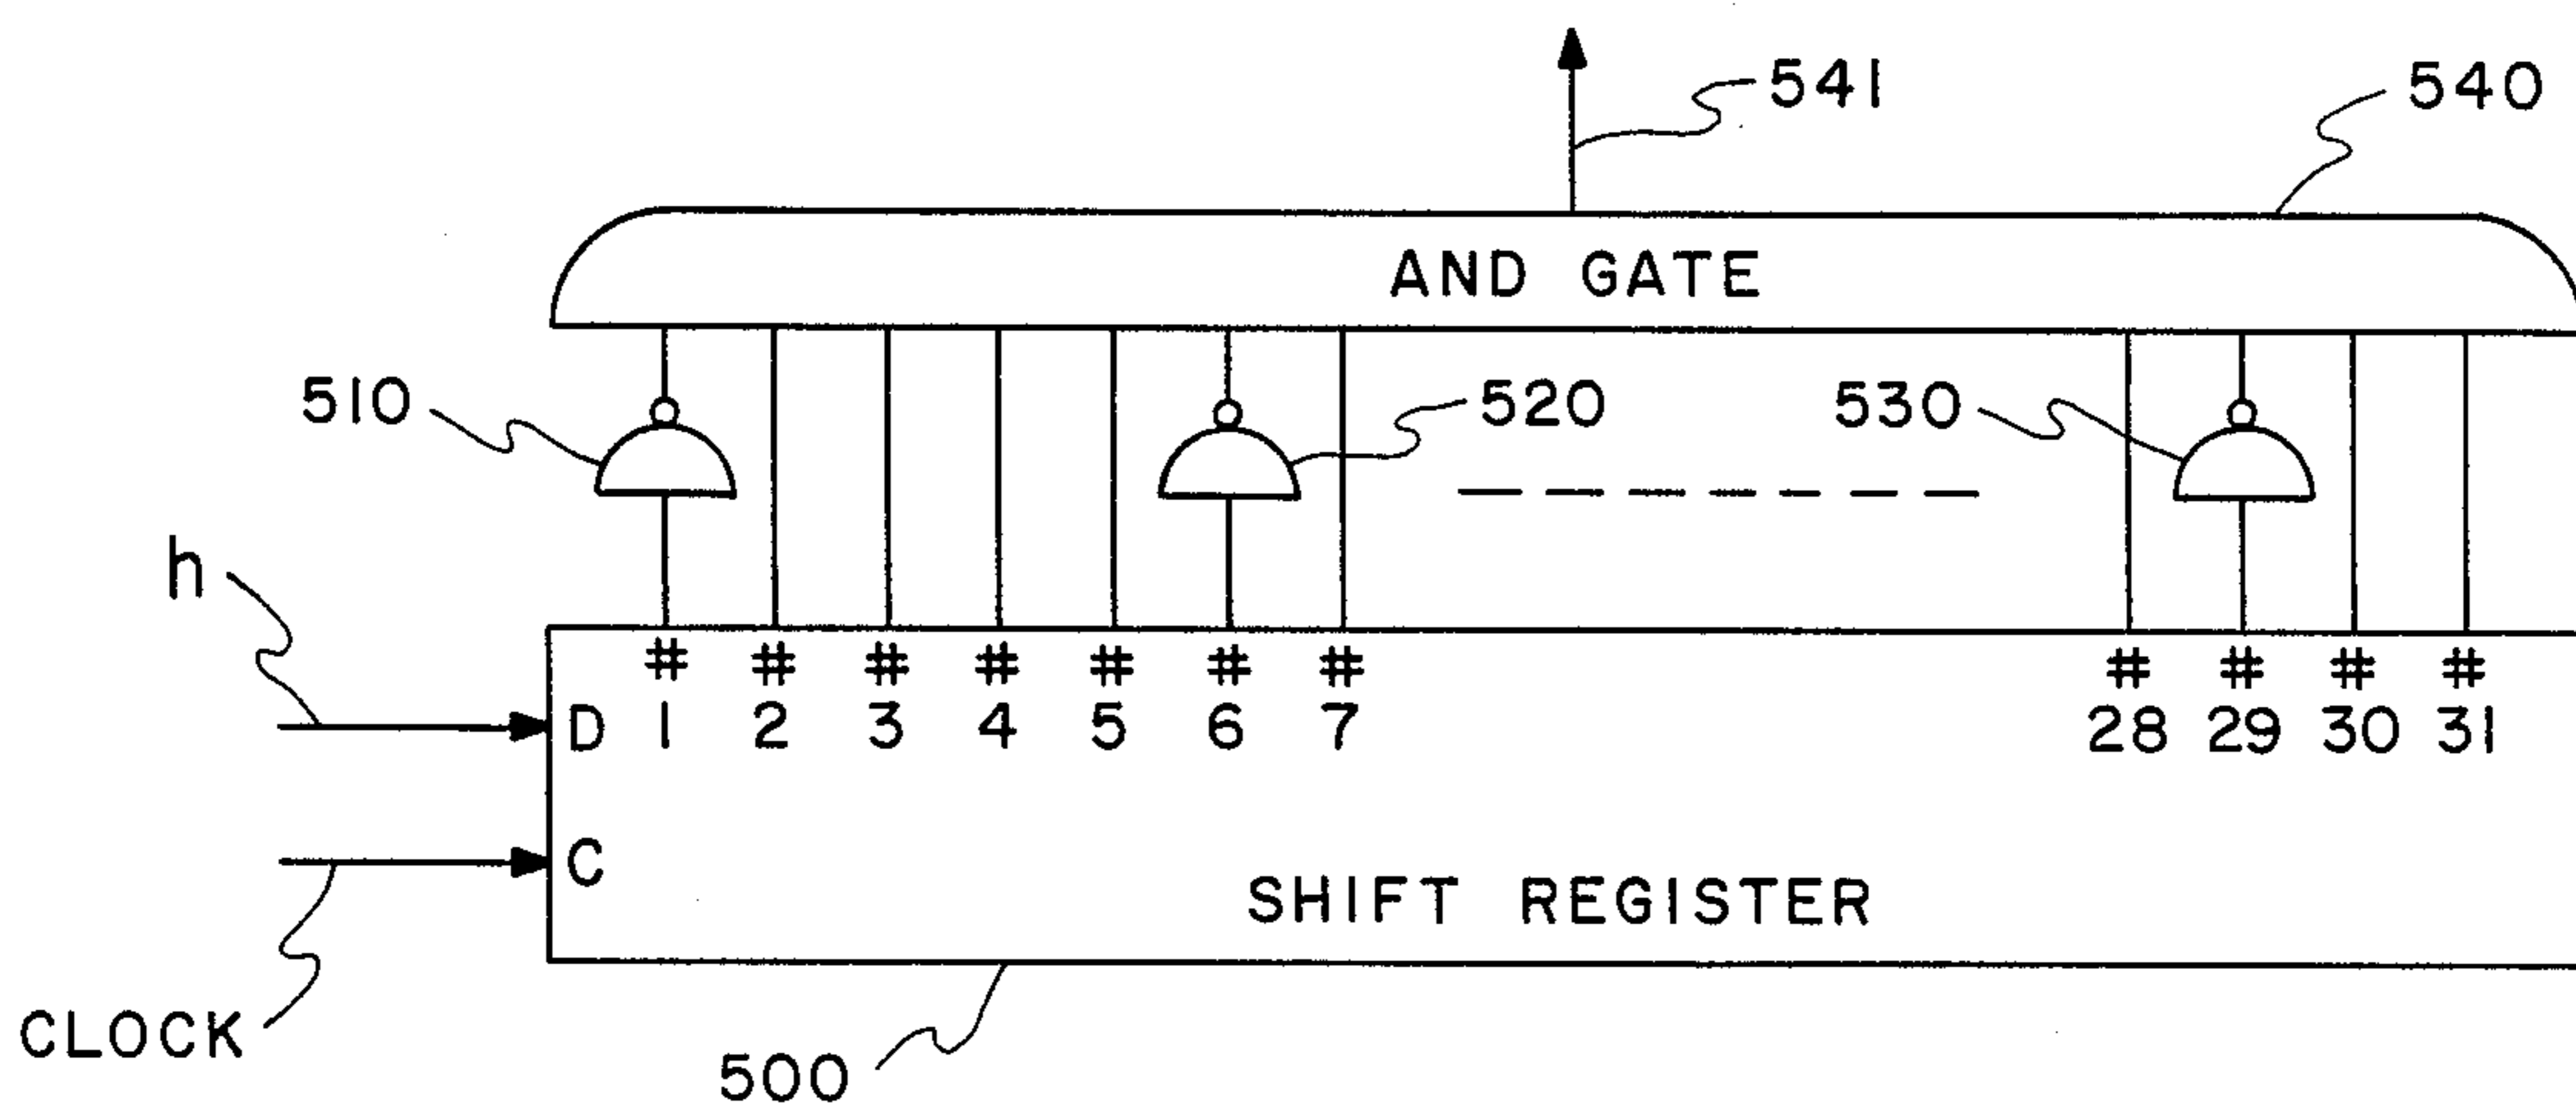 541
540
AND GATE
510
520
530
h
# # # # # # # # # # #
D 1 2 3 4 5 6 7 28 29 30 31
C
SHIFT REGISTER
CLOCK
500